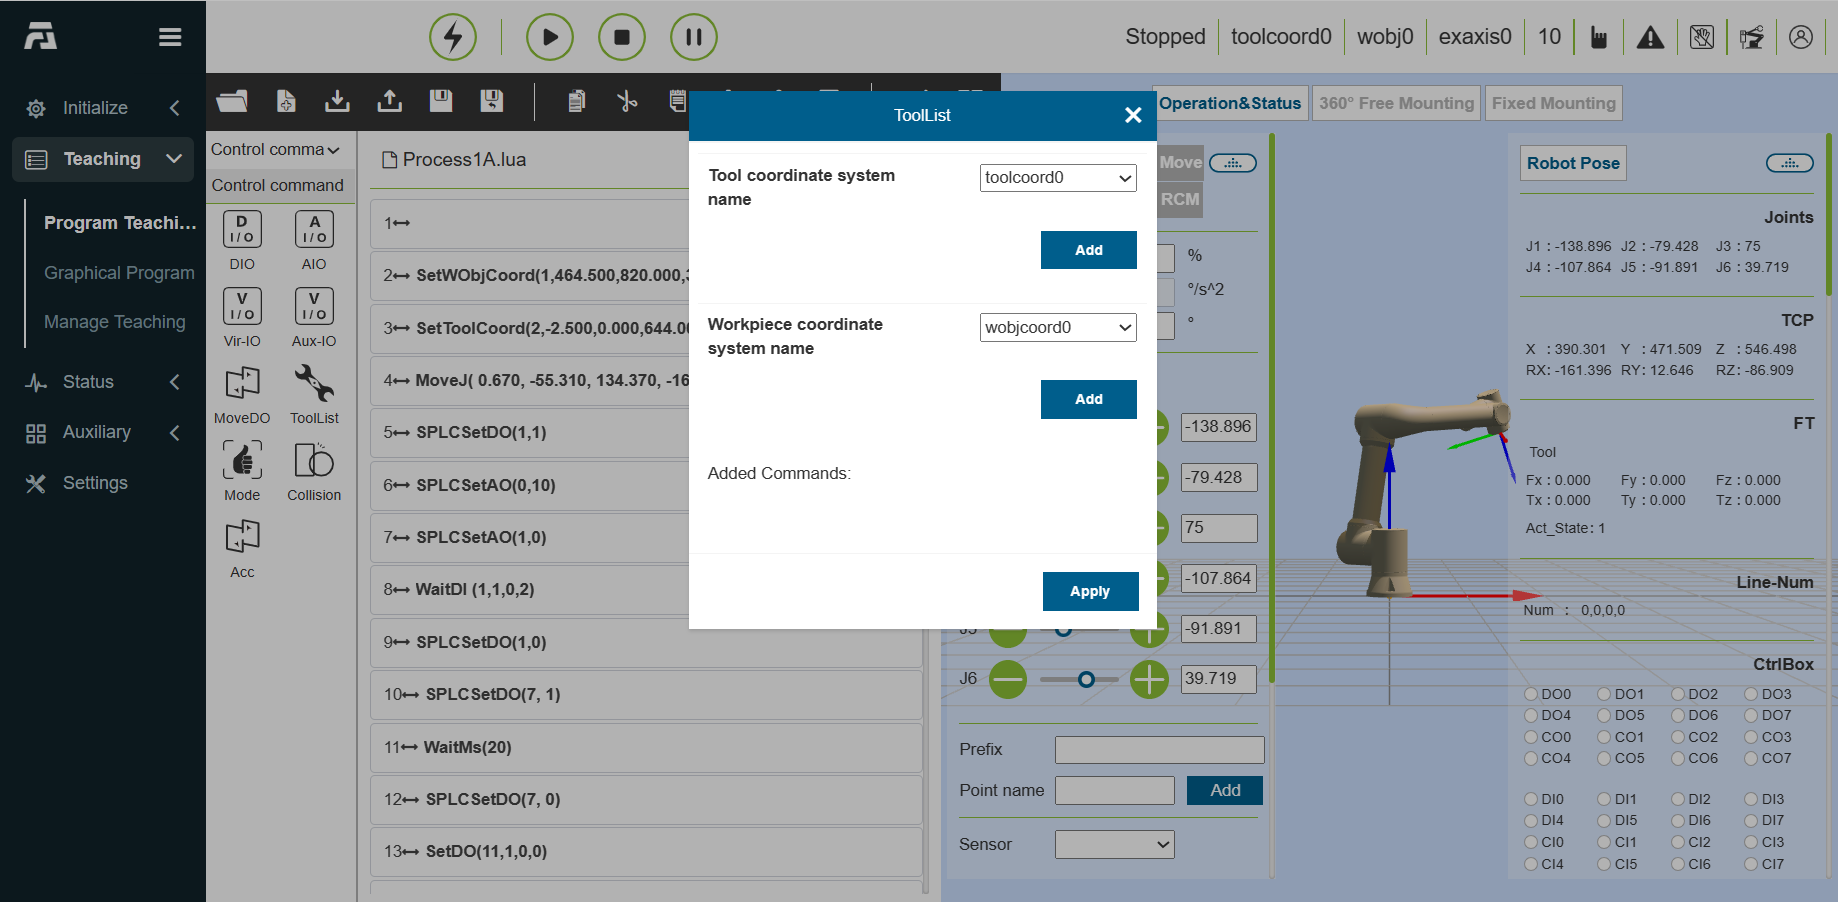 Stopped toolcoord0 wobj0 exaxis0 10
Initialize
Teaching
Program Teachi...
Graphical Program
Manage Teaching
Status
Auxiliary
Settings
Control comma
Control command
D
I/O
DIO
A
I/O
AIO
V
I/O
Vir-IO
V
I/O
Aux-IO
MoveDO
ToolList
Mode
Collision
Acc
Process1A.lua
1
2 SetWObjCoord(1,464.500,820.000,
3 SetToolCoord(2,-2.500,0.000,644.0
4 MoveJ( 0.670, -55.310, 134.370, -16
5 SPLCSetDO(1,1)
6 SPLCSetAO(0,10)
7 SPLCSetAO(1,0)
8 WaitDI (1,1,0,2)
9 SPLCSetDO(1,0)
10 SPLCSetDO(7, 1)
11 WaitMs(20)
12 SPLCSetDO(7, 0)
13 SetDO(11,1,0,0)
ToolList
Tool coordinate system
name
toolcoord0
Add
Workpiece coordinate
system name
wobjcoord0
Add
Added Commands:
Apply
Operation&Status 360° Free Mounting Fixed Mounting
Move
RCM
%
°/s^2
°
-138.896
-79.428
75
-107.864
J5 -91.891
J6 39.719
Prefix
Point name Add
Sensor
Robot Pose
Joints
J1 : -138.896 J2 : -79.428 J3 : 75
J4 : -107.864 J5 : -91.891 J6 : 39.719
TCP
X : 390.301 Y : 471.509 Z : 546.498
RX: -161.396 RY: 12.646 RZ: -86.909
FT
Tool
Fx : 0.000 Fy : 0.000 Fz : 0.000
Tx : 0.000 Ty : 0.000 Tz : 0.000
Act_State: 1
Line-Num
Num : 0,0,0,0
CtrlBox
DO0 DO1 DO2 DO3
DO4 DO5 DO6 DO7
CO0 CO1 CO2 CO3
CO4 CO5 CO6 CO7
DI0 DI1 DI2 DI3
DI4 DI5 DI6 DI7
CI0 CI1 CI2 CI3
CI4 CI5 CI6 CI7